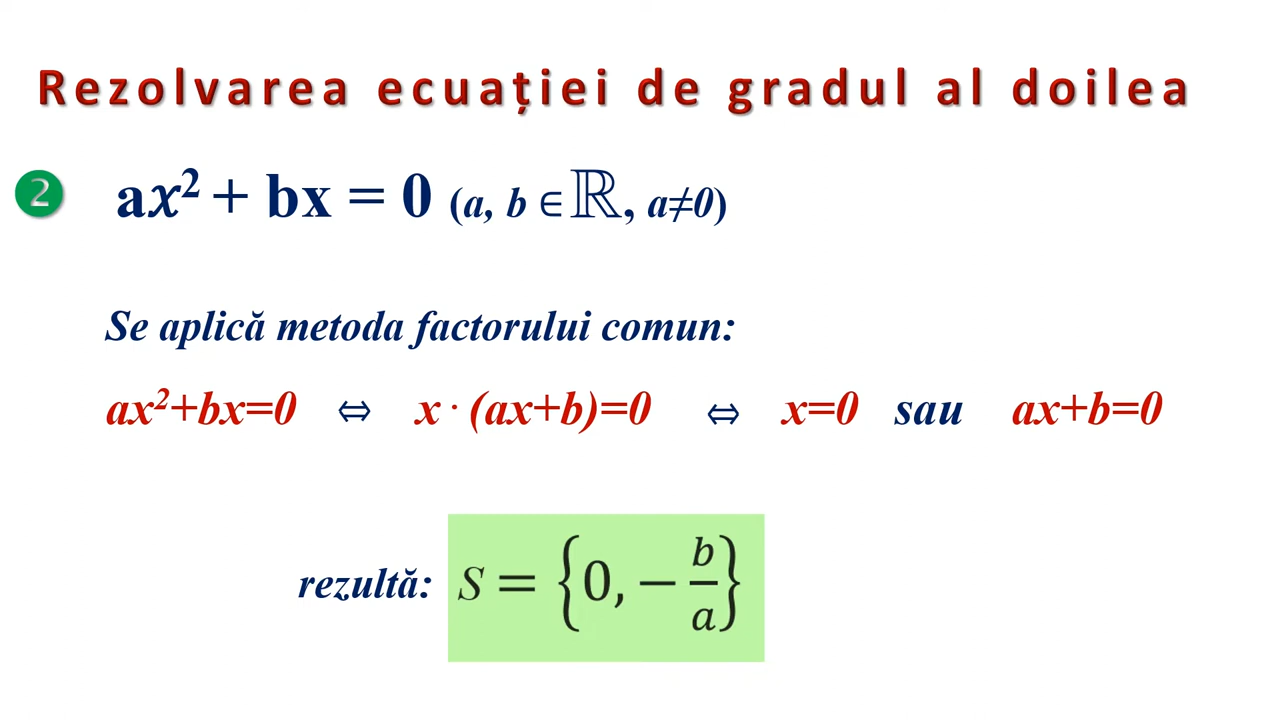 Rezolvarea ecuației de gradul al doilea
2 ax² + bx = 0 (a, b ∈ ℝ, a≠0)
Se aplică metoda factorului comun:
ax²+bx=0 ⇔ x · (ax+b)=0 ⇔ x=0 sau ax+b=0
rezultă: S = {0, − b/a}